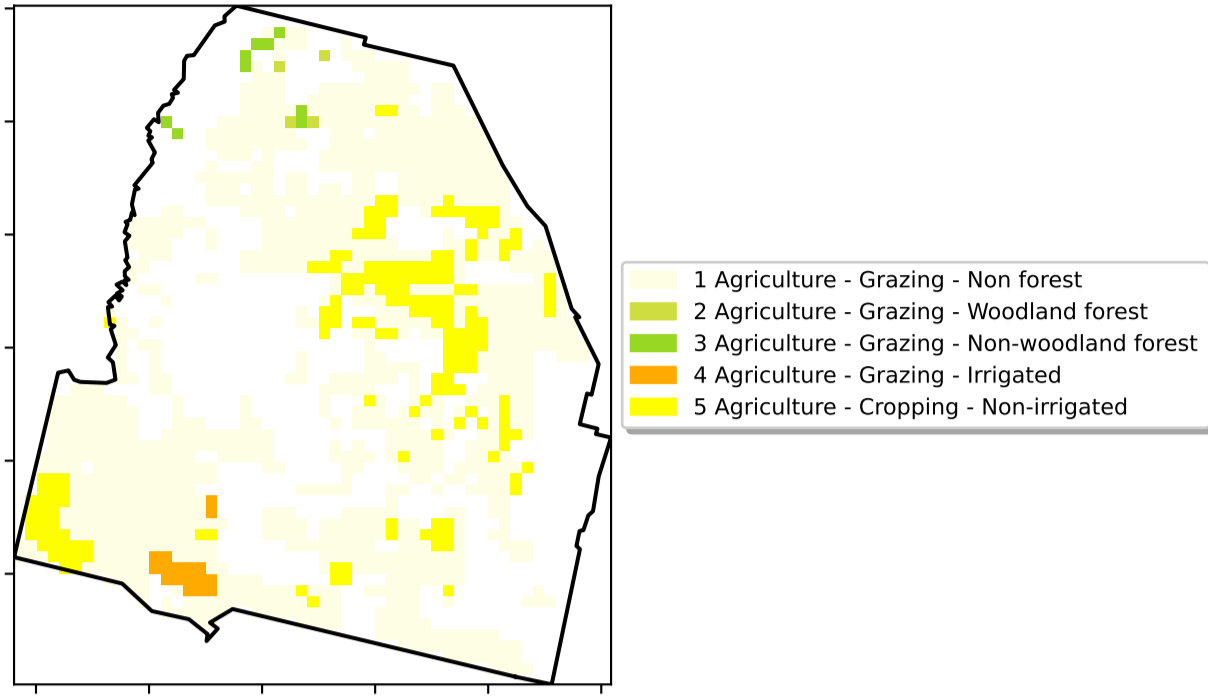 1 Agriculture - Grazing - Non forest
2 Agriculture - Grazing - Woodland forest
3 Agriculture - Grazing - Non-woodland forest
4 Agriculture - Grazing - Irrigated
5 Agriculture - Cropping - Non-irrigated